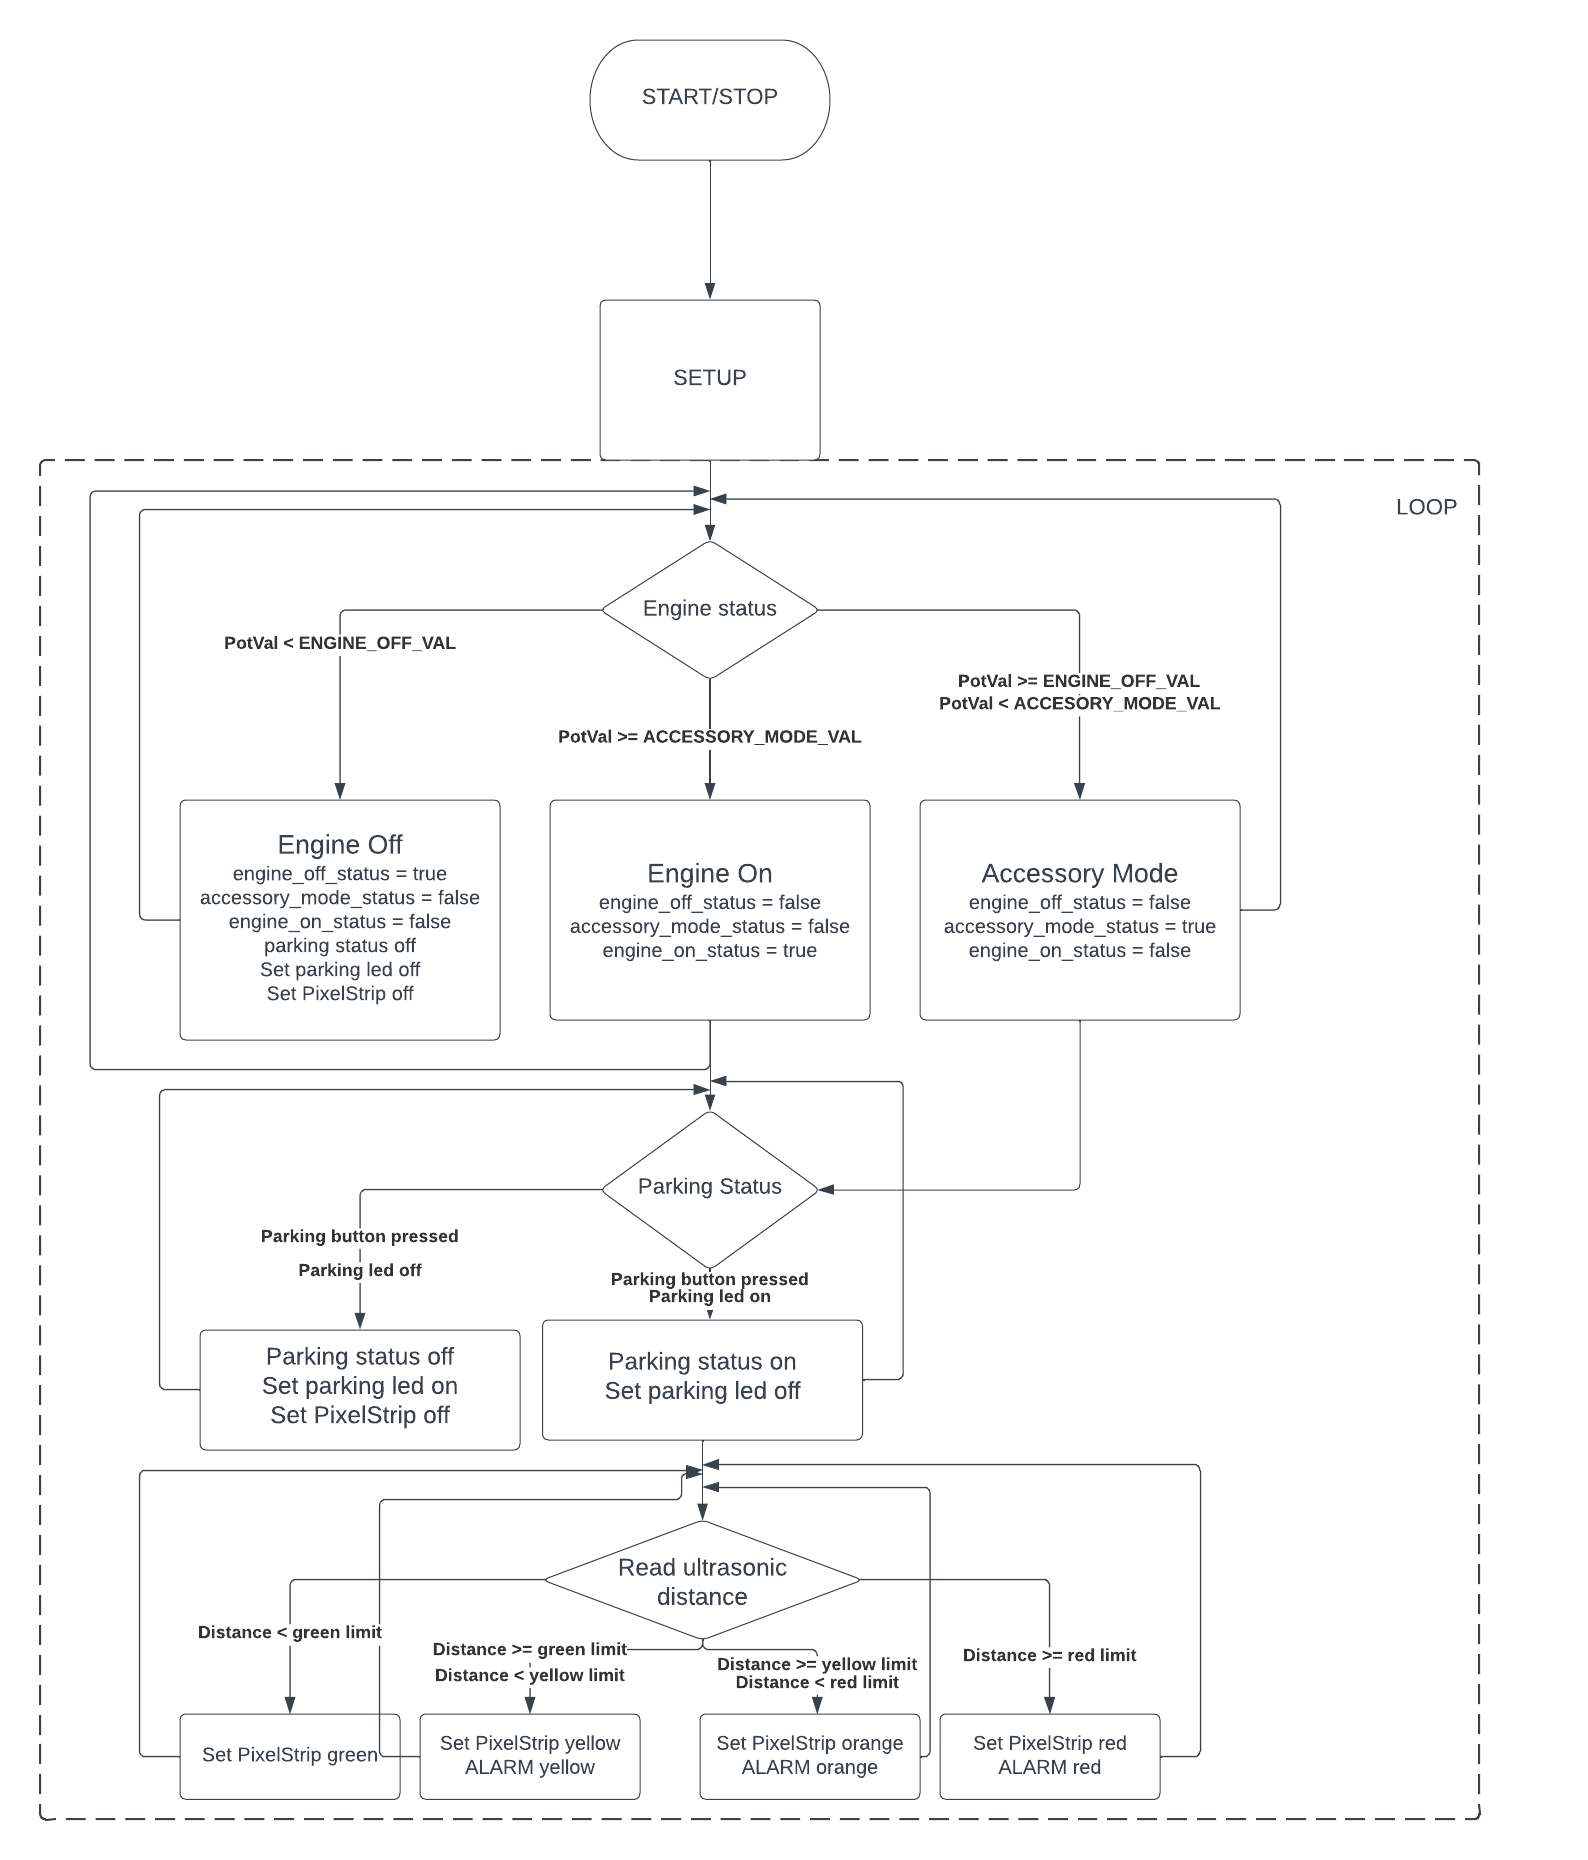 START/STOP
SETUP
LOOP
Engine status
PotVal < ENGINE_OFF_VAL
PotVal >= ACCESSORY_MODE_VAL
PotVal >= ENGINE_OFF_VAL
PotVal < ACCESORY_MODE_VAL
Engine Off
engine_off_status = true
accessory_mode_status = false
engine_on_status = false
parking status off
Set parking led off
Set PixelStrip off
Engine On
engine_off_status = false
accessory_mode_status = false
engine_on_status = true
Accessory Mode
engine_off_status = false
accessory_mode_status = true
engine_on_status = false
Parking Status
Parking button pressed
Parking led off
Parking button pressed
Parking led on
Parking status off
Set parking led on
Set PixelStrip off
Parking status on
Set parking led off
Read ultrasonic
distance
Distance < green limit
Distance >= green limit
Distance < yellow limit
Distance >= yellow limit
Distance < red limit
Distance >= red limit
Set PixelStrip green
Set PixelStrip yellow
ALARM yellow
Set PixelStrip orange
ALARM orange
Set PixelStrip red
ALARM red